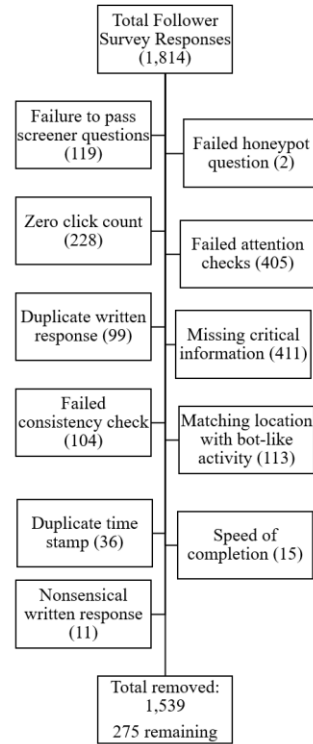 Total Follower
Survey Responses
(1,814)
Failure to pass
screener questions
(119)
Failed honeypot
question (2)
Zero click count
(228)
Failed attention
checks (405)
Duplicate written
response (99)
Missing critical
information (411)
Failed
consistency check
(104)
Matching location
with bot-like
activity (113)
Duplicate time
stamp (36)
Speed of
completion (15)
Nonsensical
written response
(11)
Total removed:
1,539
275 remaining